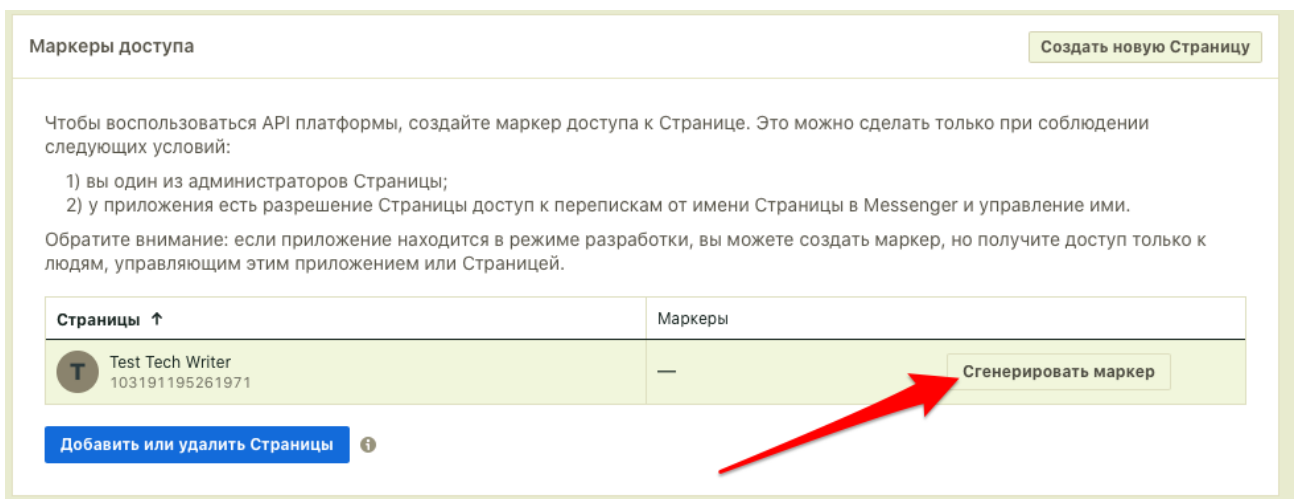 Маркеры доступа
Создать новую Страницу
Чтобы воспользоваться API платформы, создайте маркер доступа к Странице. Это можно сделать только при соблюдении
следующих условий:
1) вы один из администраторов Страницы;
2) у приложения есть разрешение Страницы доступ к перепискам от имени Страницы в Messenger и управление ими.
Обратите внимание: если приложение находится в режиме разработки, вы можете создать маркер, но получите доступ только к
людям, управляющим этим приложением или Страницей.
Страницы ↑
Маркеры
T
Test Tech Writer
103191195261971
—
Сгенерировать маркер
Добавить или удалить Страницы